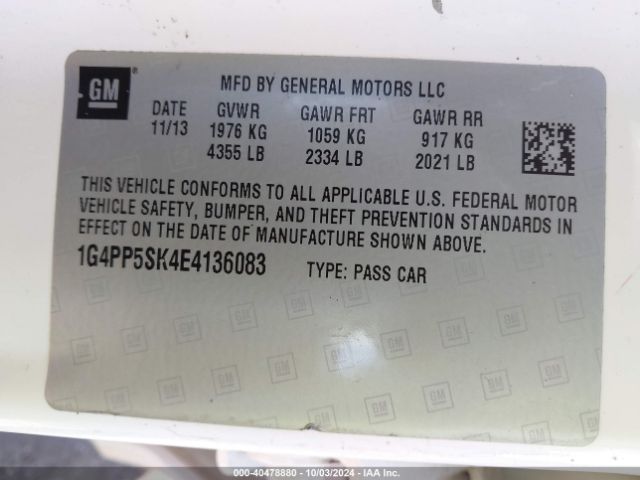 GM ®
MFD BY GENERAL MOTORS LLC
DATE GVWR GAWR FRT GAWR RR
11/13 1976 KG 1059 KG 917 KG
4355 LB 2334 LB 2021 LB
THIS VEHICLE CONFORMS TO ALL APPLICABLE U.S. FEDERAL MOTOR
VEHICLE SAFETY, BUMPER, AND THEFT PREVENTION STANDARDS IN
EFFECT ON THE DATE OF MANUFACTURE SHOWN ABOVE.
1G4PP5SK4E4136083 TYPE: PASS CAR
000-40478880 - 10/03/2024 - IAA Inc.